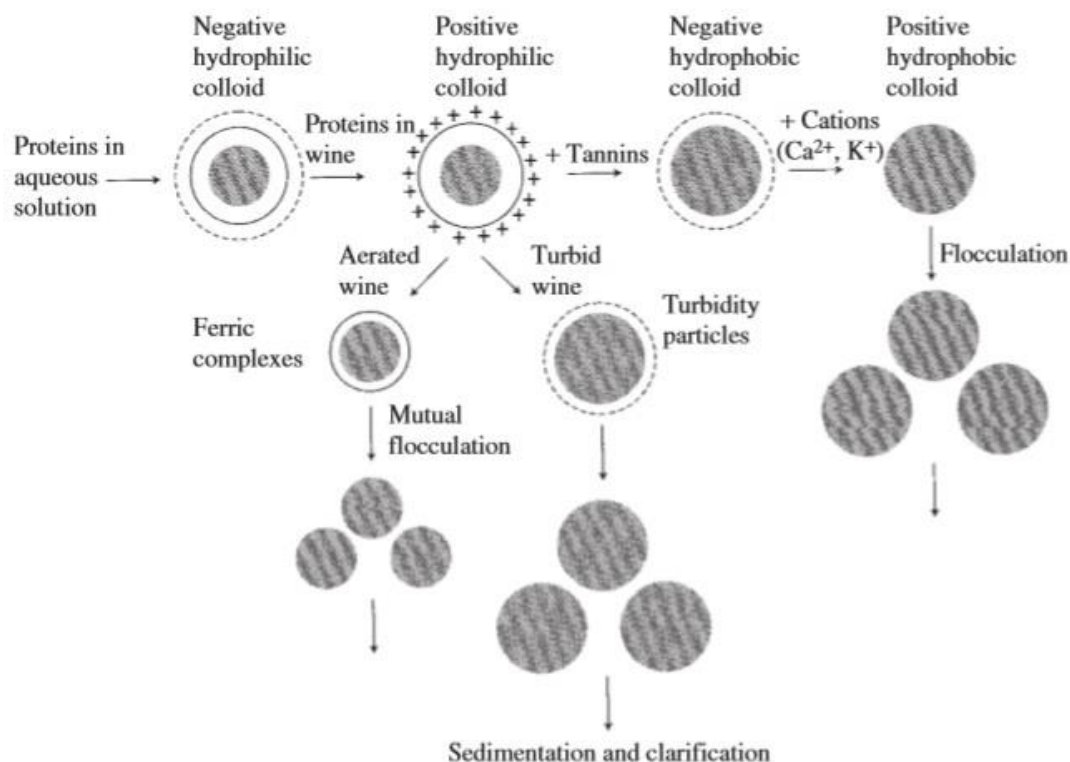 Negative
hydrophilic
colloid
Positive
hydrophilic
colloid
Negative
hydrophobic
colloid
Positive
hydrophobic
colloid
Proteins in
aqueous
solution
Proteins in
wine
+ Tannins
+ Cations
(Ca²⁺, K⁺)
Aerated
wine
Turbid
wine
Flocculation
Ferric
complexes
Turbidity
particles
Mutual
flocculation
Sedimentation and clarification